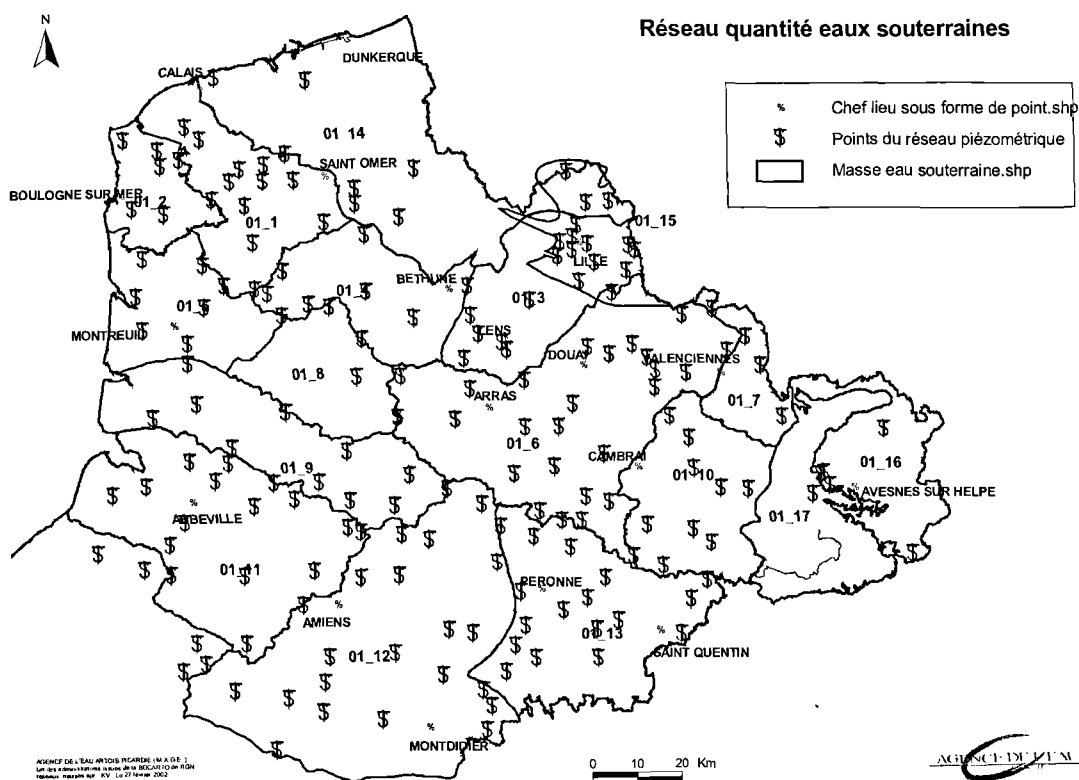 N
Réseau quantité eaux souterraines
% Chef lieu sous forme de point.shp
Points du réseau piézométrique
Masse eau souterraine.shp
DUNKERQUE
CALAIS
01_14
SAINT OMER
BOULOGNE SUR MER
01_2
01_1
01_15
LILLE
BETHUNE
01_3
MONTREUIL
LENS
DOUAI
VALENCIENNES
01_8
ARRAS
01_7
01_6
CAMBRAI
01_9
01_10
01_16
AVESNES SUR HELPE
01_17
ABBEVILLE
01_11
PERONNE
AMIENS
01_12
01_13
SAINT QUENTIN
MONTDIDIER
0 10 20 Km
AGENCE DE L'EAU ARTOIS PICARDIE (M.A.G.E.)
AGENCE DE L'EAU